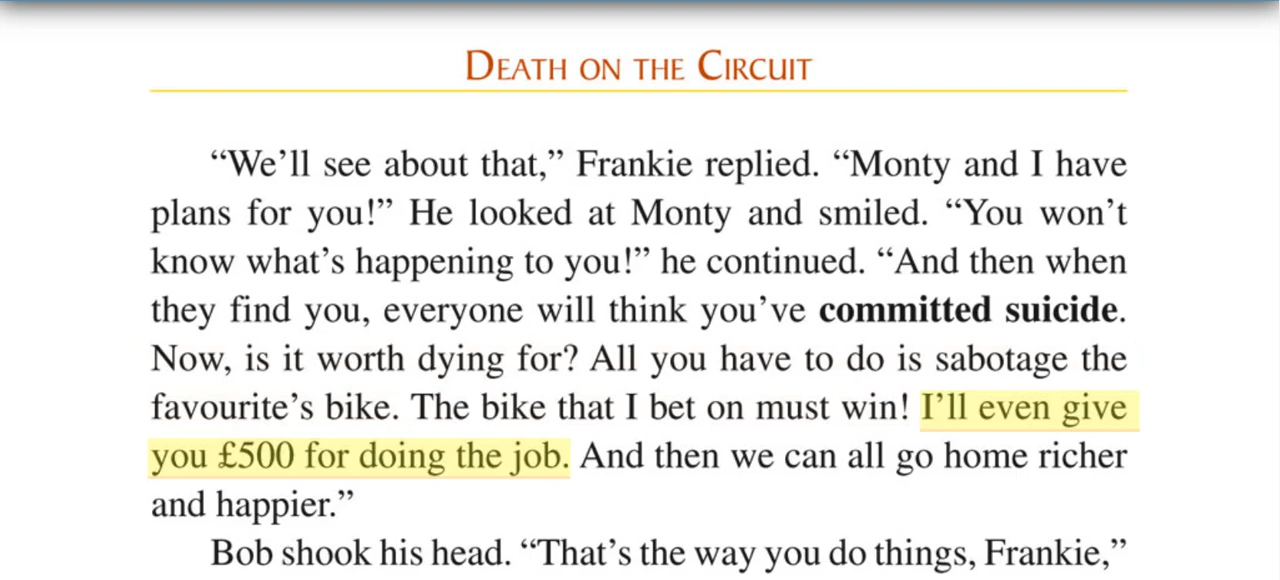 DEATH ON THE CIRCUIT
“We’ll see about that,” Frankie replied. “Monty and I have
plans for you!” He looked at Monty and smiled. “You won’t
know what’s happening to you!” he continued. “And then when
they find you, everyone will think you’ve committed suicide.
Now, is it worth dying for? All you have to do is sabotage the
favourite’s bike. The bike that I bet on must win! I’ll even give
you £500 for doing the job. And then we can all go home richer
and happier.”
Bob shook his head. “That’s the way you do things, Frankie,”